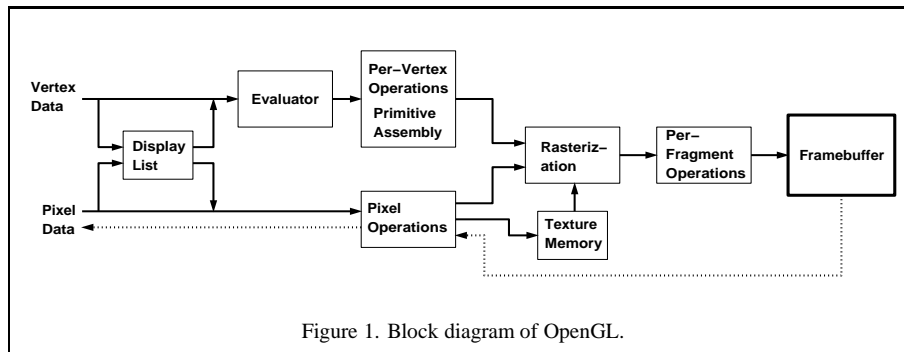 Vertex
Data
Evaluator
Per–Vertex
Operations
Primitive
Assembly
Display
List
Rasteriz–
ation
Per–
Fragment
Operations
Framebuffer
Pixel
Data
Pixel
Operations
Texture
Memory
Figure 1. Block diagram of OpenGL.